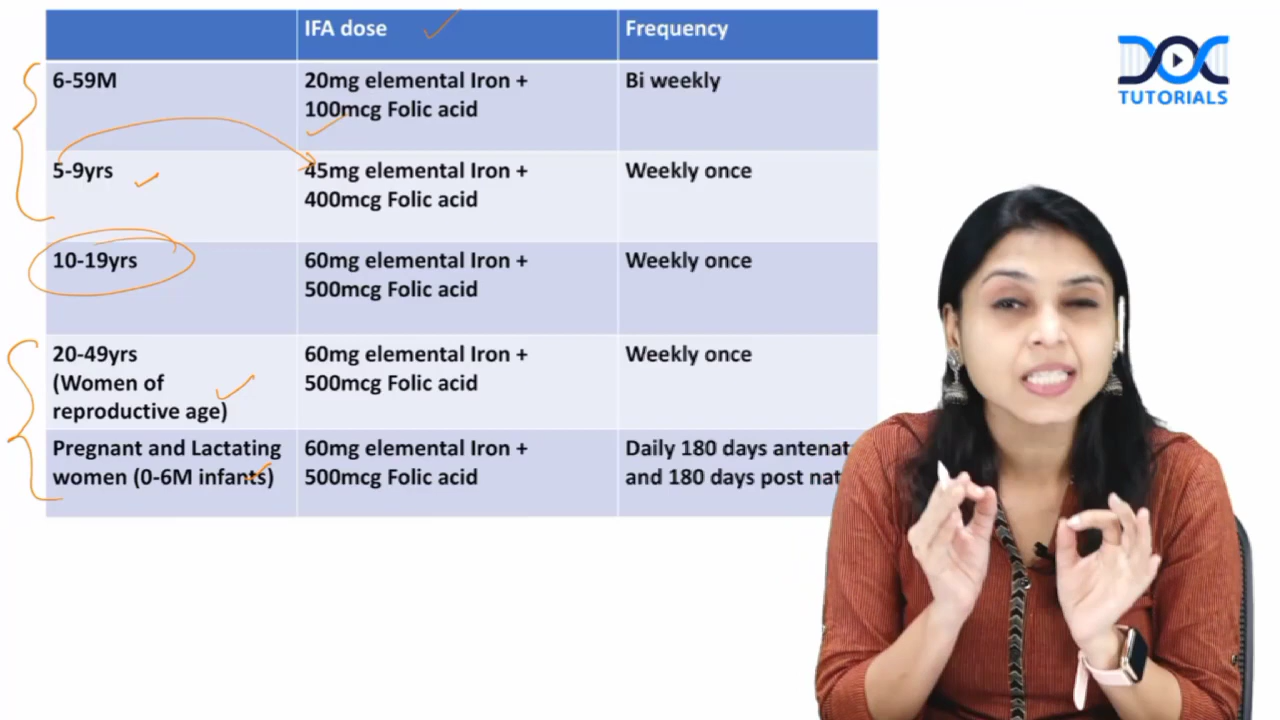 IFA dose
Frequency
6-59M
20mg elemental Iron +
100mcg Folic acid
Bi weekly
5-9yrs
45mg elemental Iron +
400mcg Folic acid
Weekly once
10-19yrs
60mg elemental Iron +
500mcg Folic acid
Weekly once
20-49yrs
(Women of
reproductive age)
60mg elemental Iron +
500mcg Folic acid
Weekly once
Pregnant and Lactating
women (0-6M infants)
60mg elemental Iron +
500mcg Folic acid
Daily 180 days antenat
and 180 days post nat
DOC
TUTORIALS